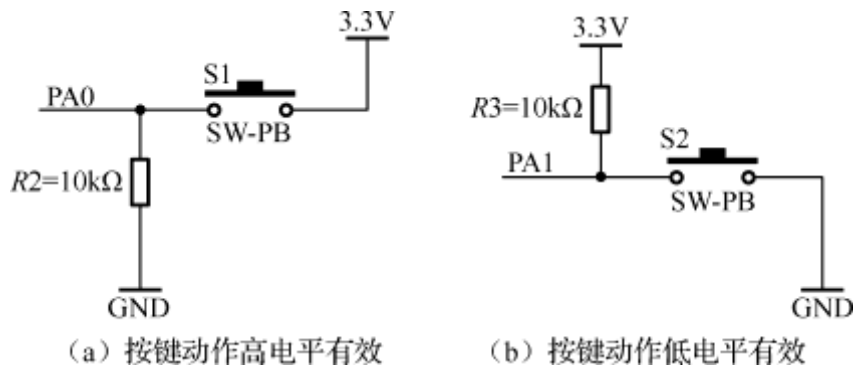 3.3V
S1
PA0
SW-PB
R2=10kΩ
GND
(a)按键动作高电平有效
3.3V
R3=10kΩ
S2
PA1
SW-PB
GND
(b)按键动作低电平有效